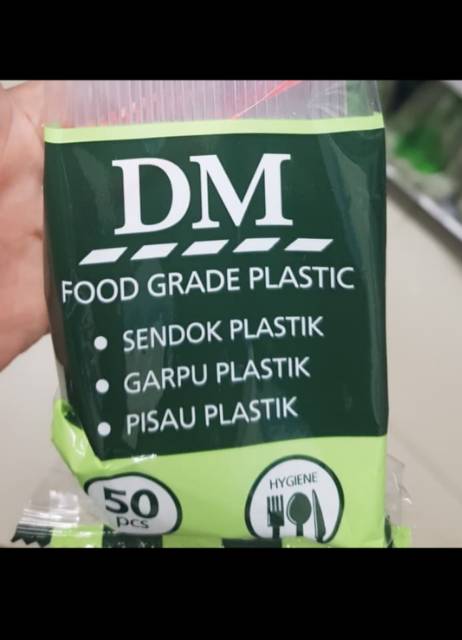 DM
FOOD GRADE PLASTIC
SENDOK PLASTIK
GARPU PLASTIK
PISAU PLASTIK
50
pcs
HYGIENE